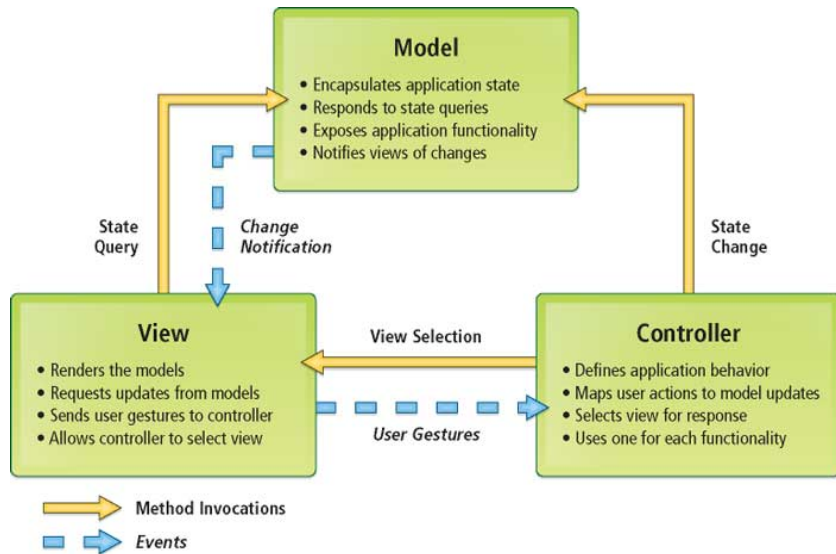 Model
• Encapsulates application state
• Responds to state queries
• Exposes application functionality
• Notifies views of changes
State
Query
Change
Notification
State
Change
View
• Renders the models
• Requests updates from models
• Sends user gestures to controller
• Allows controller to select view
View Selection
User Gestures
Controller
• Defines application behavior
• Maps user actions to model updates
• Selects view for response
• Uses one for each functionality
Method Invocations
Events